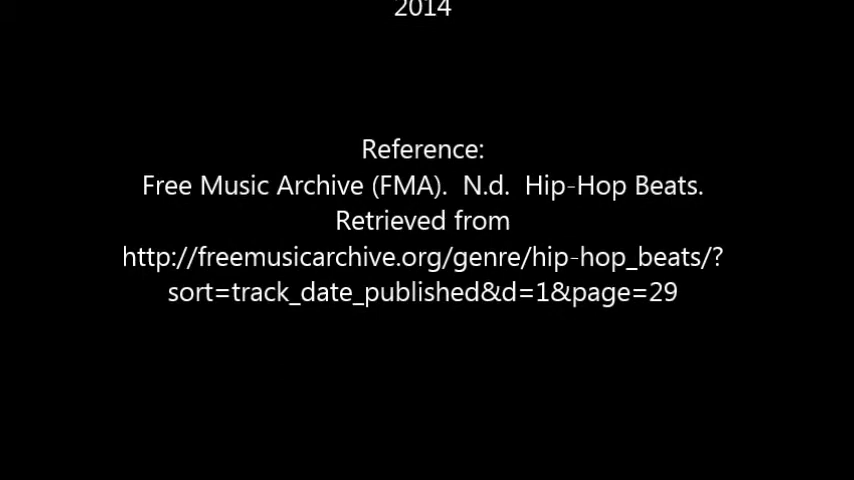 2014
Reference:
Free Music Archive (FMA).  N.d.  Hip-Hop Beats.
Retrieved from
http://freemusicarchive.org/genre/hip-hop_beats/?
sort=track_date_published&d=1&page=29